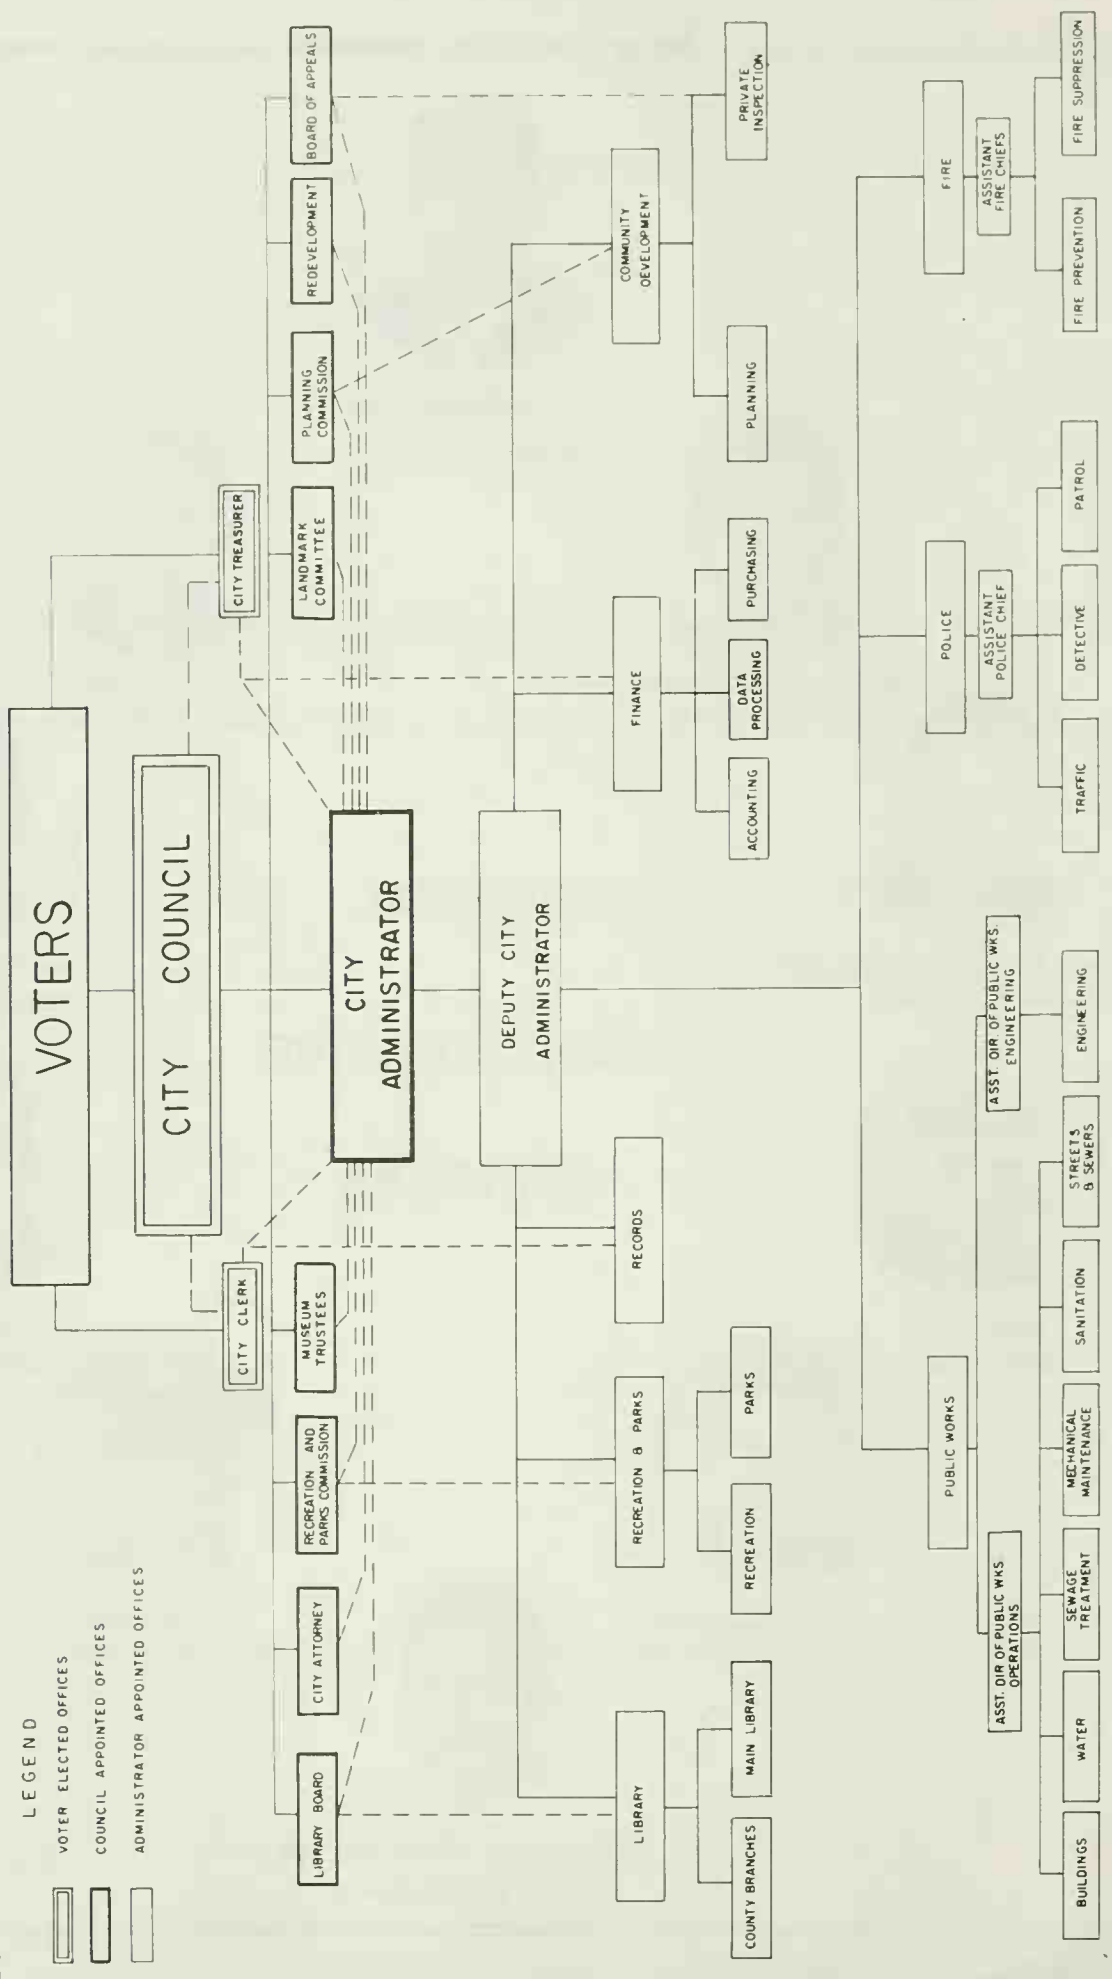 LEGEND
VOTER ELECTED OFFICES
COUNCIL APPOINTED OFFICES
ADMINISTRATOR APPOINTED OFFICES
VOTERS
CITY COUNCIL
CITY CLERK
CITY TREASURER
LIBRARY BOARD
CITY ATTORNEY
RECREATION AND
PARKS COMMISSION
MUSEUM
TRUSTEES
LANDMARK
COMMITTEE
PLANNING
COMMISSION
REDEVELOPMENT
BOARD OF APPEALS
CITY
ADMINISTRATOR
DEPUTY CITY
ADMINISTRATOR
LIBRARY
RECREATION & PARKS
RECORDS
FINANCE
COMMUNITY
DEVELOPMENT
COUNTY BRANCHES
MAIN LIBRARY
RECREATION
PARKS
ACCOUNTING
DATA
PROCESSING
PURCHASING
PLANNING
PRIVATE
INSPECTION
PUBLIC WORKS
POLICE
FIRE
ASST. DIR OF PUBLIC WKS
OPERATIONS
ASST. DIR. OF PUBLIC WKS.
ENGINEERING
ASSISTANT
POLICE CHIEF
ASSISTANT
FIRE CHIEFS
BUILDINGS
WATER
SEWAGE
TREATMENT
MECHANICAL
MAINTENANCE
SANITATION
STREETS
& SEWERS
ENGINEERING
TRAFFIC
DETECTIVE
PATROL
FIRE PREVENTION
FIRE SUPPRESSION